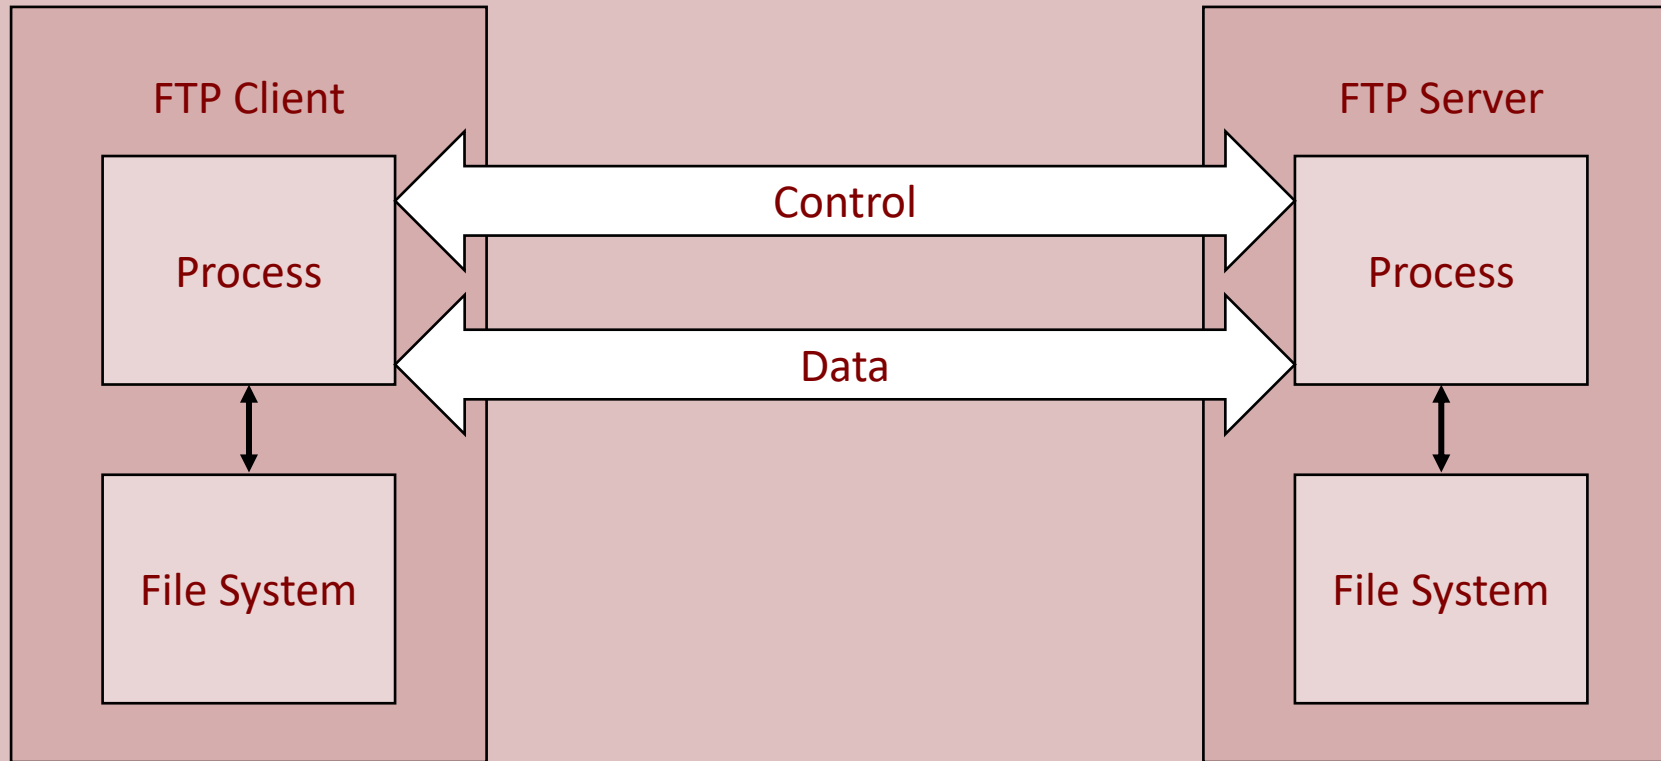 FTP Client
FTP Server
Control
Process
Process
Data
File System
File System